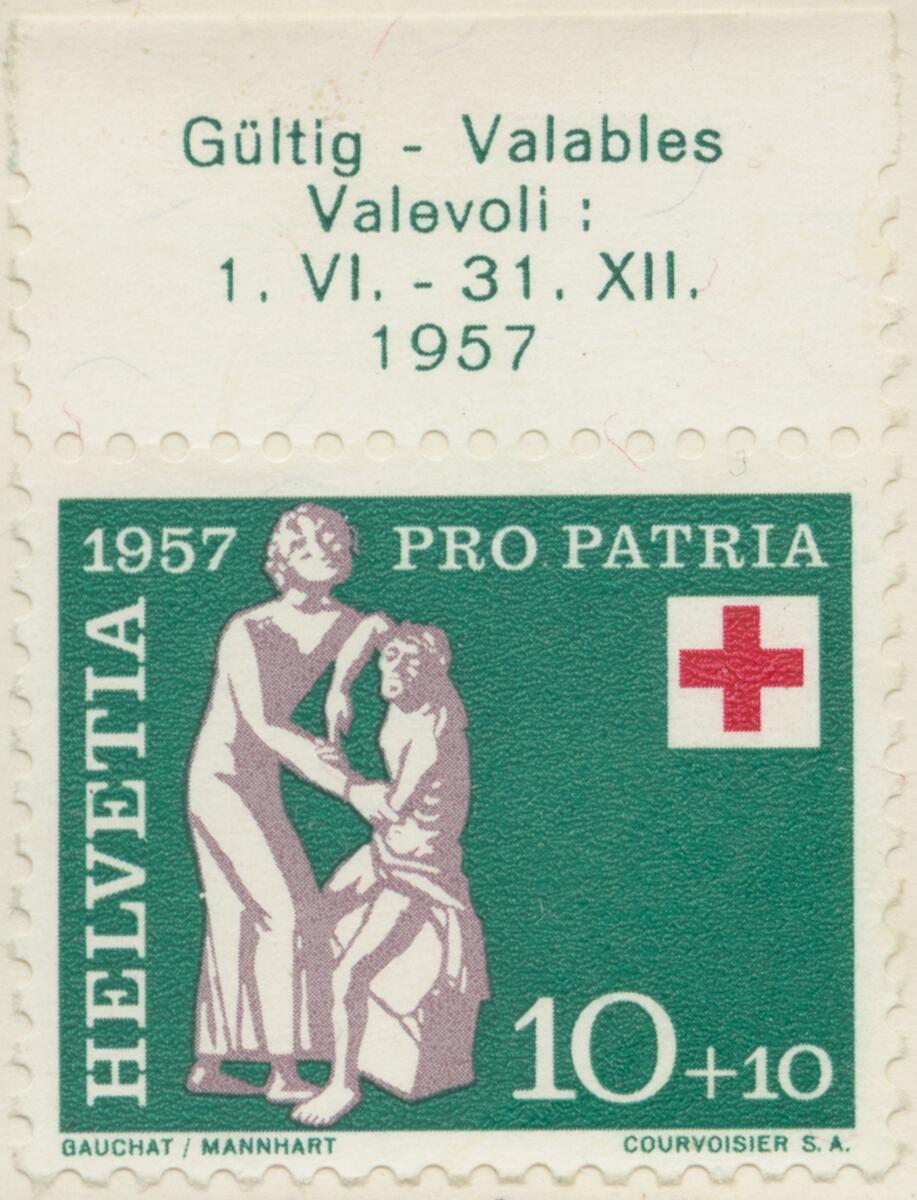 Gültig - Valables
Valevoli :
1. VI. - 31. XII.
1957
1957 PRO PATRIA
HELVETIA
10+10
GAUCHAT / MANNHART COURVOISIER S. A.